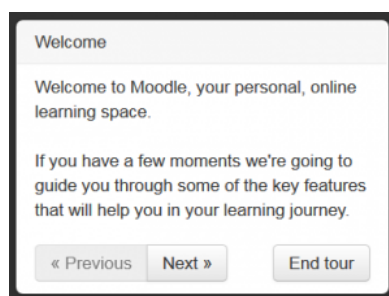 Welcome
Welcome to Moodle, your personal, online
learning space.
If you have a few moments we're going to
guide you through some of the key features
that will help you in your learning journey.
« Previous Next » End tour